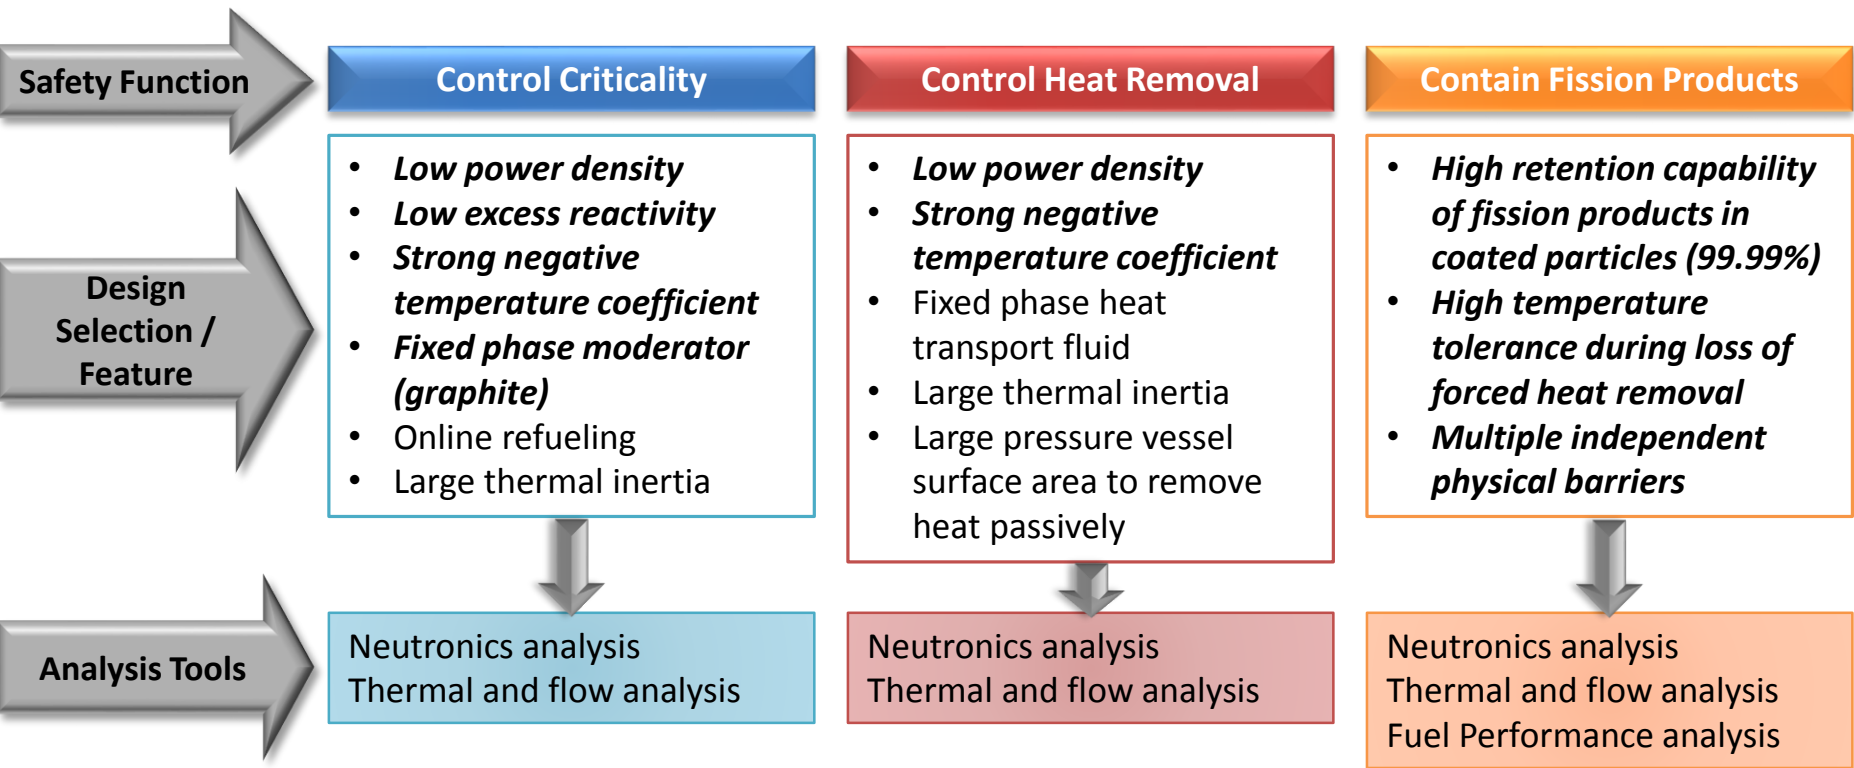 Safety Function
Control Criticality
Control Heat Removal
Contain Fission Products
Design
Selection /
Feature
• Low power density
• Low excess reactivity
• Strong negative
temperature coefficient
• Fixed phase moderator
(graphite)
• Online refueling
• Large thermal inertia
• Low power density
• Strong negative
temperature coefficient
• Fixed phase heat
transport fluid
• Large thermal inertia
• Large pressure vessel
surface area to remove
heat passively
• High retention capability
of fission products in
coated particles (99.99%)
• High temperature
tolerance during loss of
forced heat removal
• Multiple independent
physical barriers
Analysis Tools
Neutronics analysis
Thermal and flow analysis
Neutronics analysis
Thermal and flow analysis
Neutronics analysis
Thermal and flow analysis
Fuel Performance analysis